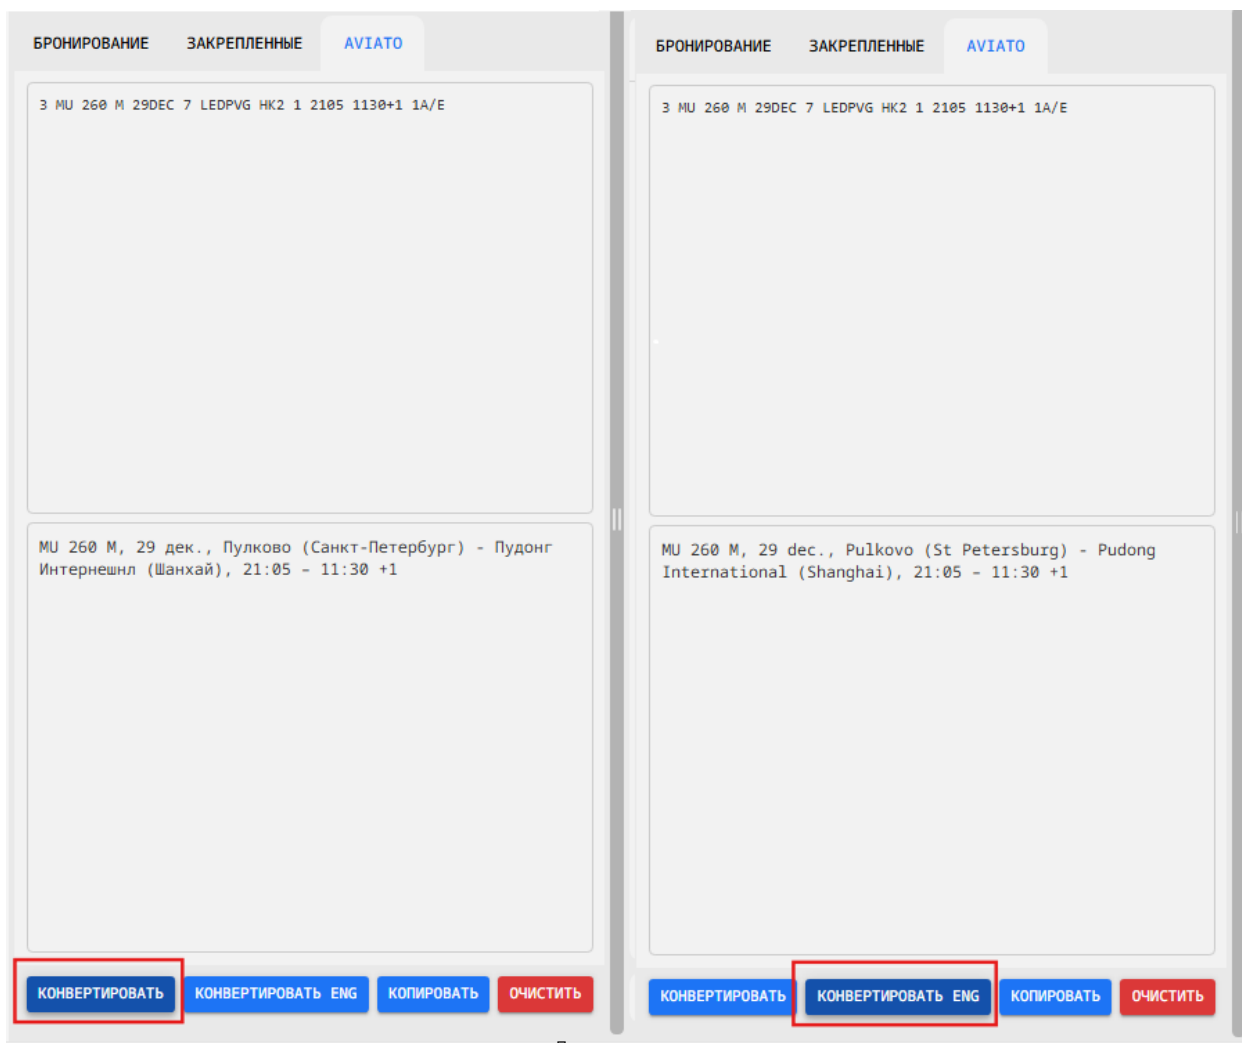 БРОНИРОВАНИЕ ЗАКРЕПЛЕННЫЕ AVIATO
3 MU 260 M 29DEC 7 LEDPVG HK2 1 2105 1130+1 1A/E
MU 260 M, 29 дек., Пулково (Санкт-Петербург) - Пудонг
Интернешнл (Шанхай), 21:05 – 11:30 +1
КОНВЕРТИРОВАТЬ КОНВЕРТИРОВАТЬ ENG КОПИРОВАТЬ ОЧИСТИТЬ
БРОНИРОВАНИЕ ЗАКРЕПЛЕННЫЕ AVIATO
3 MU 260 M 29DEC 7 LEDPVG HK2 1 2105 1130+1 1A/E
MU 260 M, 29 dec., Pulkovo (St Petersburg) - Pudong
International (Shanghai), 21:05 – 11:30 +1
КОНВЕРТИРОВАТЬ КОНВЕРТИРОВАТЬ ENG КОПИРОВАТЬ ОЧИСТИТЬ